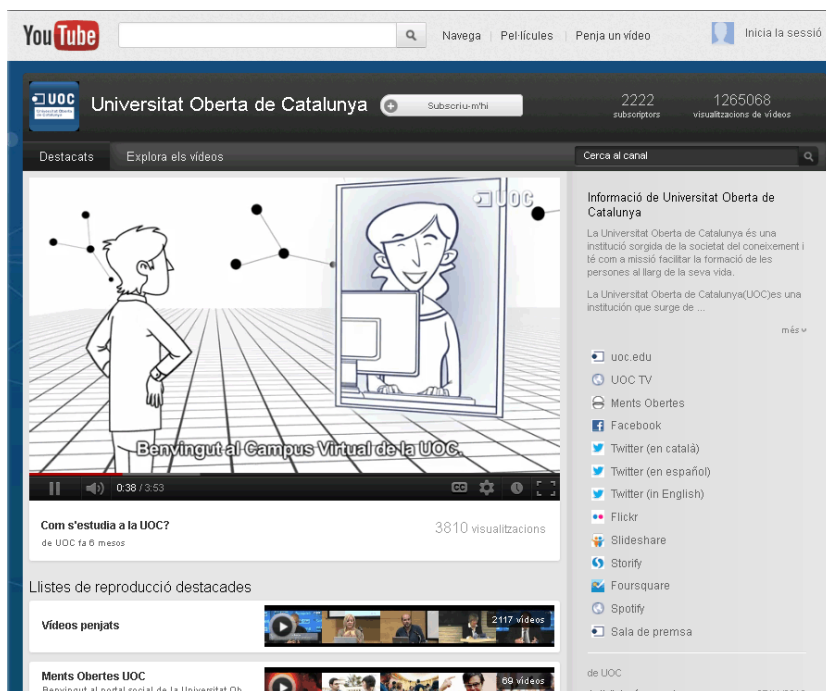 YouTube
Navega | Pel·lícules | Penja un vídeo
Inicia la sessió
UOC
Universitat Oberta de Catalunya
Subscriu-m'hi
2222
subscriptors
1265068
visualitzacions de vídeos
Destacats
Explora els vídeos
Cerca al canal
UOC
Benvingut al Campus Virtual de la UOC.
0:38 / 3:53
CC
Com s'estudia a la UOC?
de UOC fa 6 mesos
3810 visualitzacions
Llistes de reproducció destacades
Vídeos penjats
2117 vídeos
Ments Obertes UOC
Benvingut al portal social de la Universitat Ob
69 vídeos
Informació de Universitat Oberta de
Catalunya
La Universitat Oberta de Catalunya és una
institució sorgida de la societat del coneixement i
té com a missió facilitar la formació de les
persones al llarg de la seva vida.
La Universitat Oberta de Catalunya(UOC)es una
institución que surge de ...
més
uoc.edu
UOC TV
Ments Obertes
Facebook
Twitter (en català)
Twitter (en español)
Twitter (in English)
Flickr
Slideshare
Storify
Foursquare
Spotify
Sala de premsa
de UOC